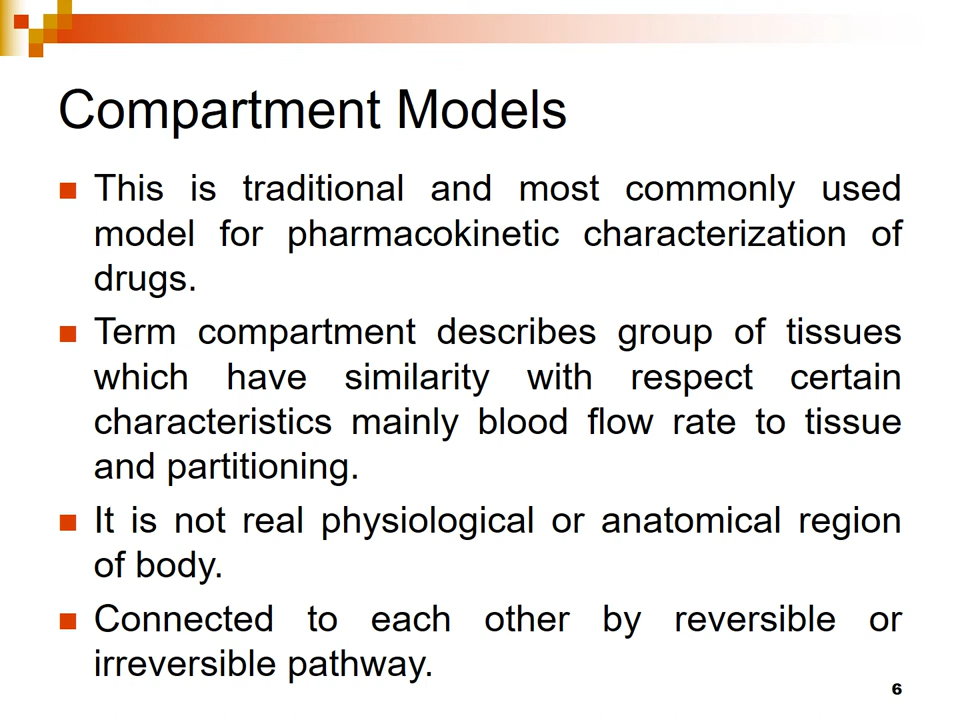 Compartment Models
This is traditional and most commonly used
model for pharmacokinetic characterization of
drugs.
Term compartment describes group of tissues
which have similarity with respect certain
characteristics mainly blood flow rate to tissue
and partitioning.
It is not real physiological or anatomical region
of body.
Connected to each other by reversible or
irreversible pathway.
6